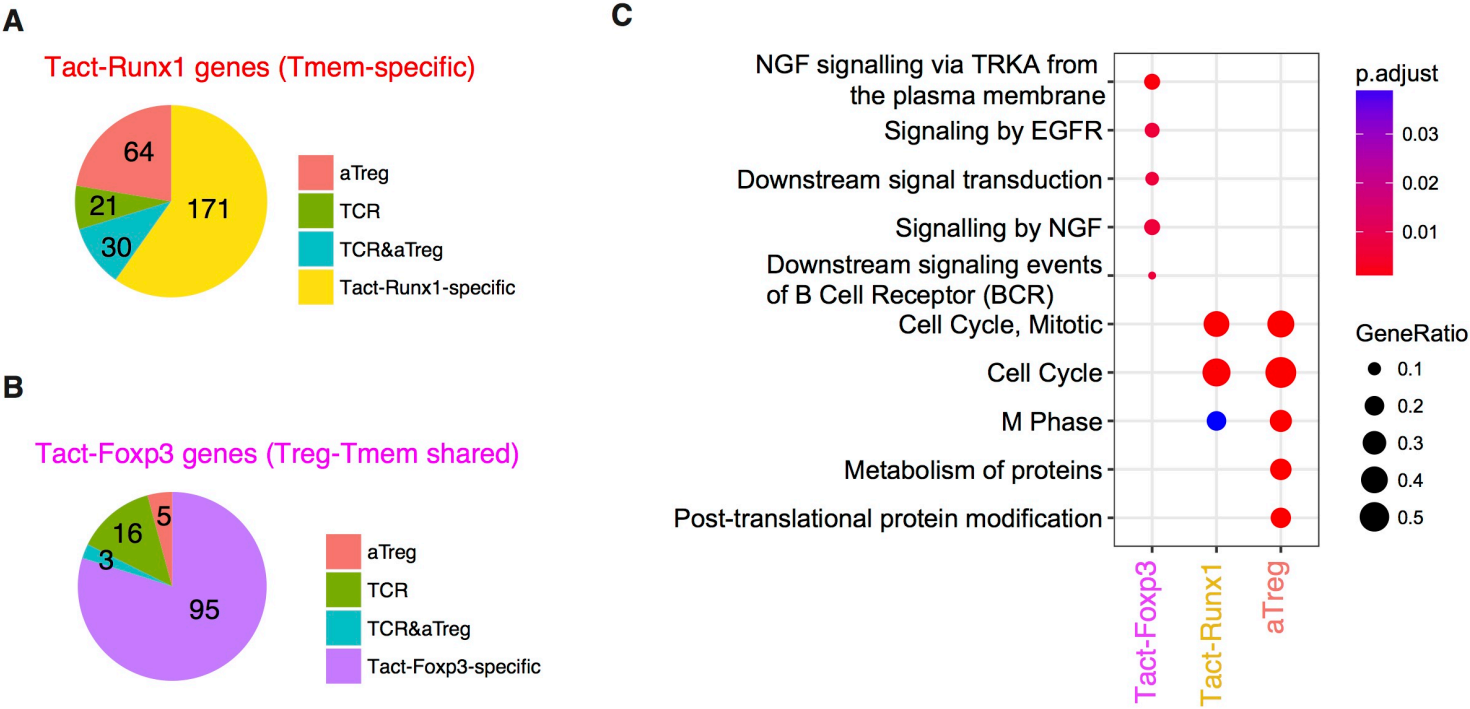 A
Tact-Runx1 genes (Tmem-specific)
64
21
30
171
aTreg
TCR
TCR&aTreg
Tact-Runx1-specific
B
Tact-Foxp3 genes (Treg-Tmem shared)
5
16
3
95
aTreg
TCR
TCR&aTreg
Tact-Foxp3-specific
C
NGF signalling via TRKA from
the plasma membrane
Signaling by EGFR
Downstream signal transduction
Signalling by NGF
Downstream signaling events
of B Cell Receptor (BCR)
Cell Cycle, Mitotic
Cell Cycle
M Phase
Metabolism of proteins
Post-translational protein modification
Tact-Foxp3
Tact-Runx1
aTreg
p.adjust
0.03
0.02
0.01
GeneRatio
0.1
0.2
0.3
0.4
0.5